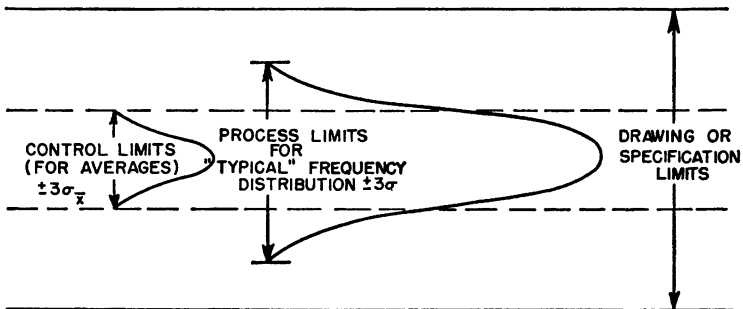 CONTROL LIMITS
(FOR AVERAGES)
±3σx̅
PROCESS LIMITS
FOR
"TYPICAL" FREQUENCY
DISTRIBUTION ±3σ
DRAWING OR
SPECIFICATION
LIMITS